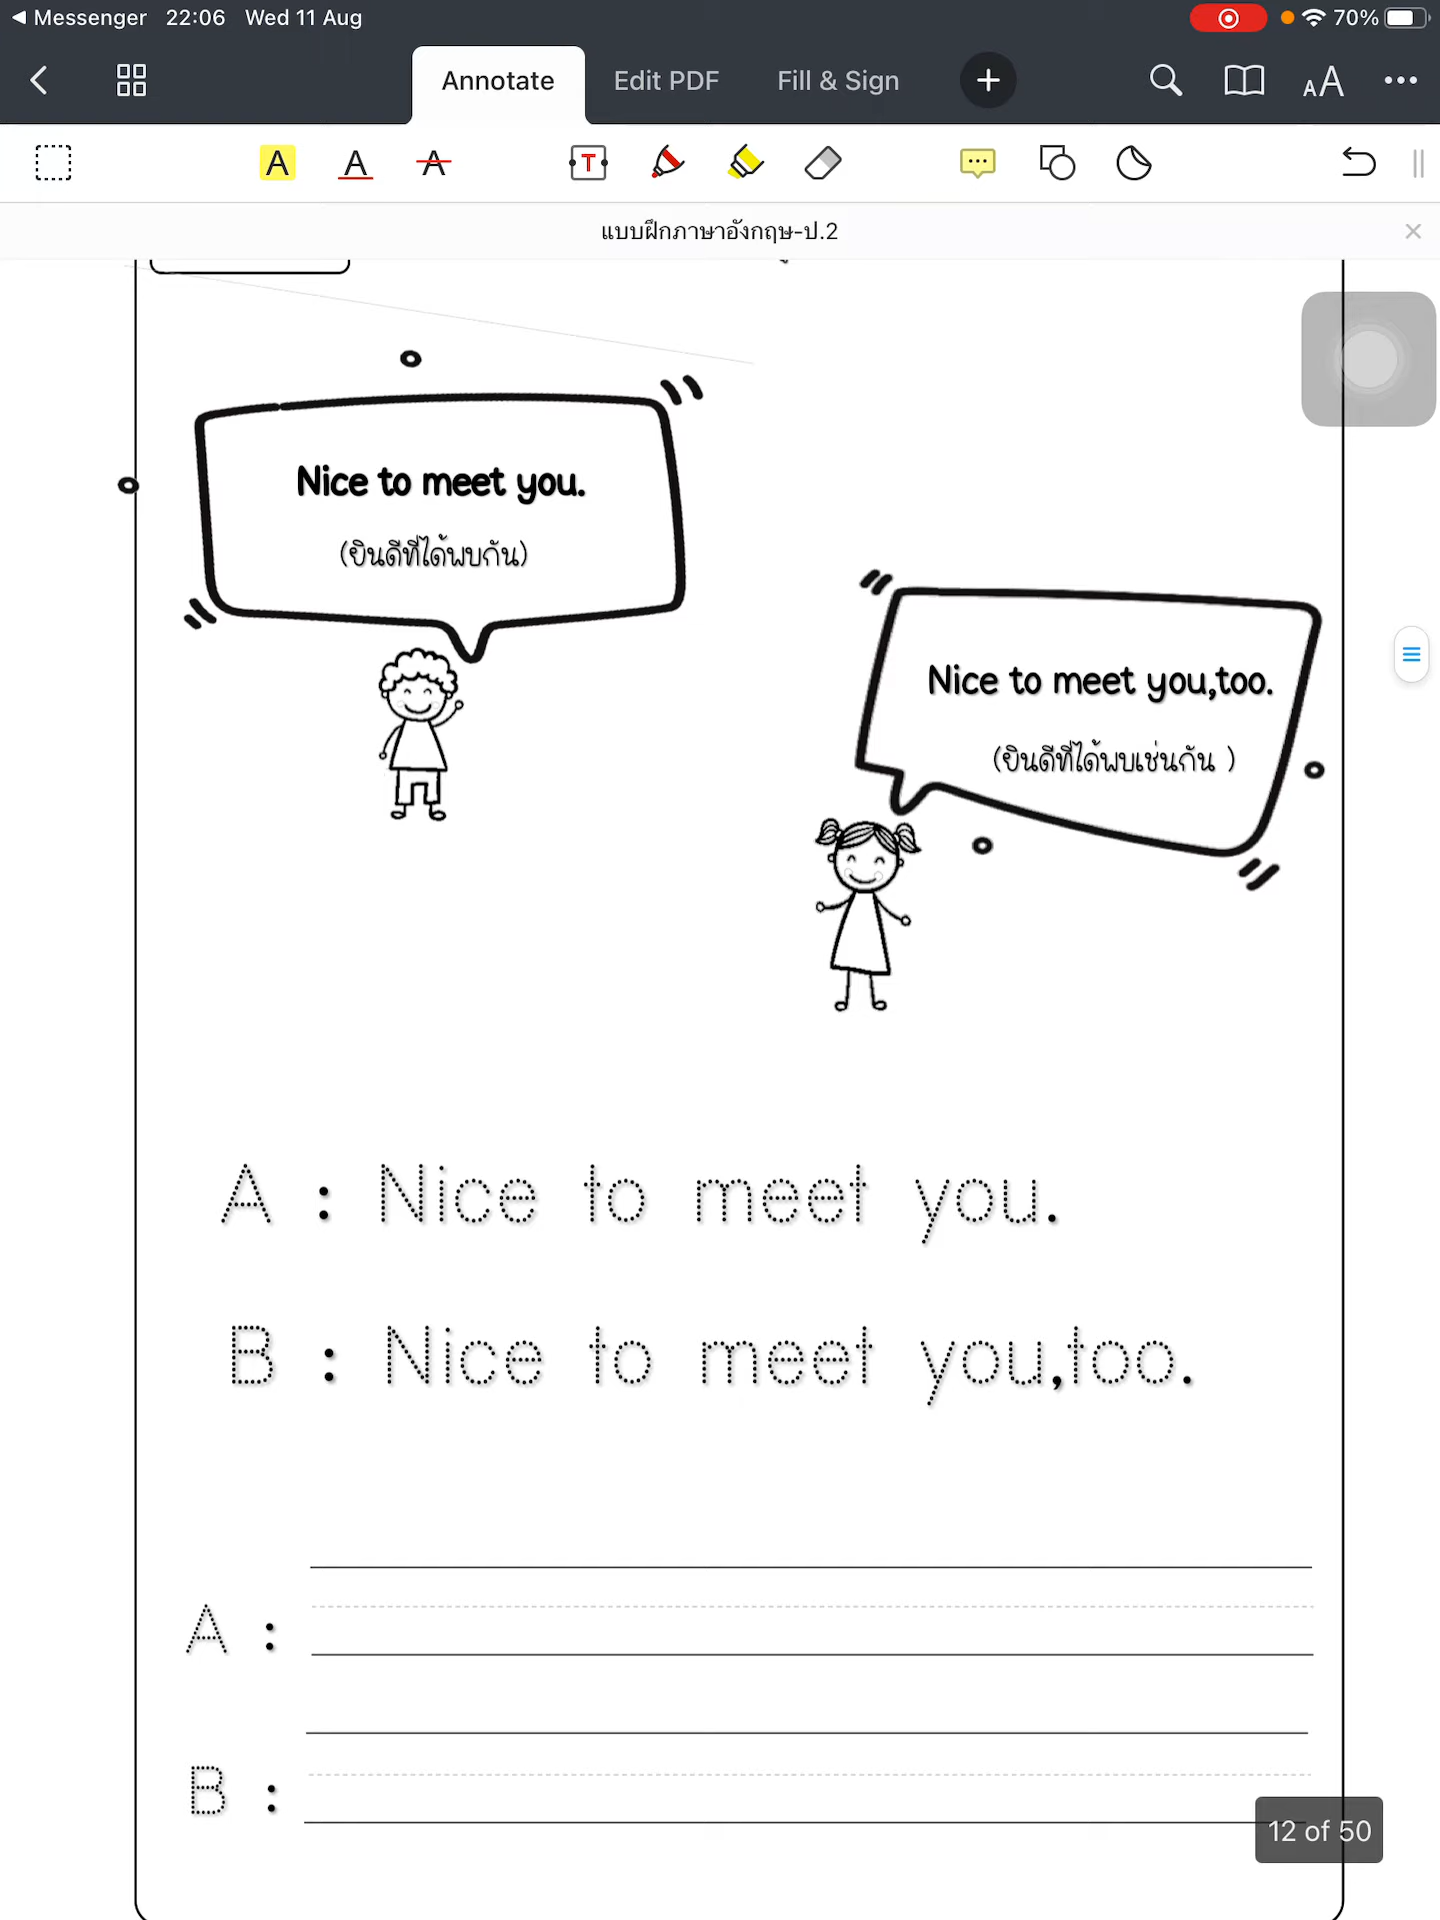 Messenger 22:06 Wed 11 Aug 70%
Annotate Edit PDF Fill & Sign
แบบฝึกภาษาอังกฤษ-ป.2
Nice to meet you.
(ยินดีที่ได้พบกัน)
Nice to meet you,too.
(ยินดีที่ได้พบเช่นกัน )
A : Nice to meet you.
B : Nice to meet you,too.
A :
B :
12 of 50